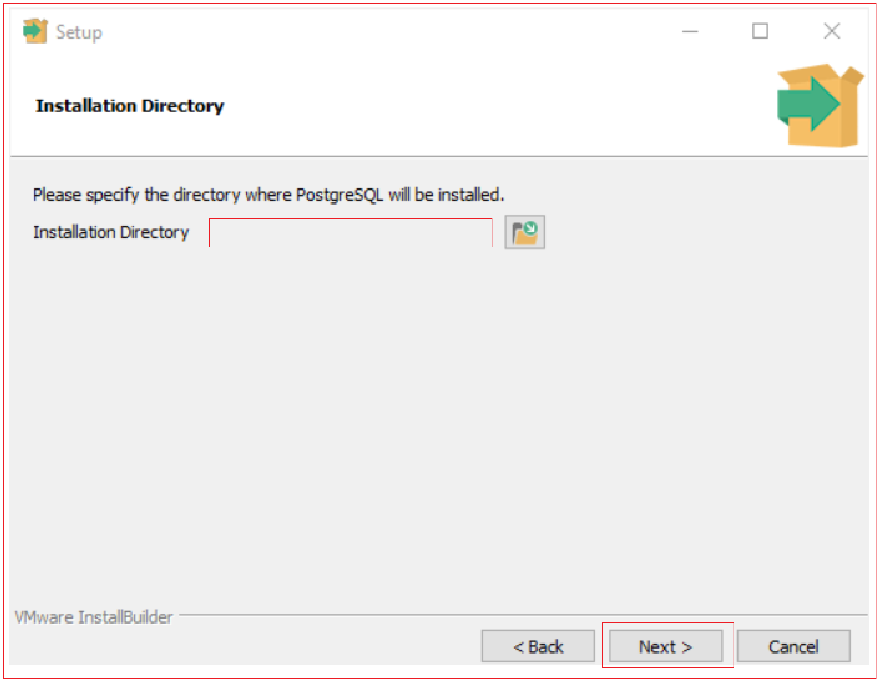 Setup
Installation Directory
Please specify the directory where PostgreSQL will be installed.
Installation Directory
VMware InstallBuilder
< Back
Next >
Cancel